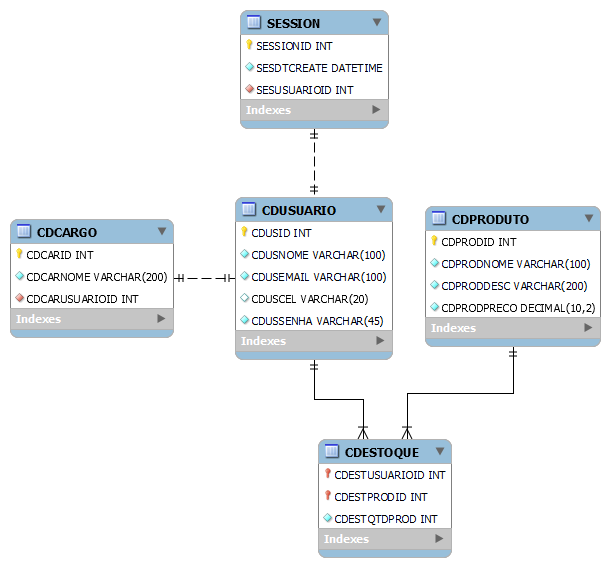 SESSION
SESSIONID INT
SESDTCREATE DATETIME
SESUSUARIOID INT
Indexes
CDCARGO
CDCARID INT
CDCARNOME VARCHAR(200)
CDCARUSUARIOID INT
Indexes
CDUSUARIO
CDUSID INT
CDUSNOME VARCHAR(100)
CDUSEMAIL VARCHAR(100)
CDUSCEL VARCHAR(20)
CDUSSENHA VARCHAR(45)
Indexes
CDPRODUTO
CDPRODID INT
CDPRODNOME VARCHAR(100)
CDPRODDESC VARCHAR(200)
CDPRODPRECO DECIMAL(10,2)
Indexes
CDESTOQUE
CDESTUSUARIOID INT
CDESTPRODID INT
CDESTQTDPROD INT
Indexes